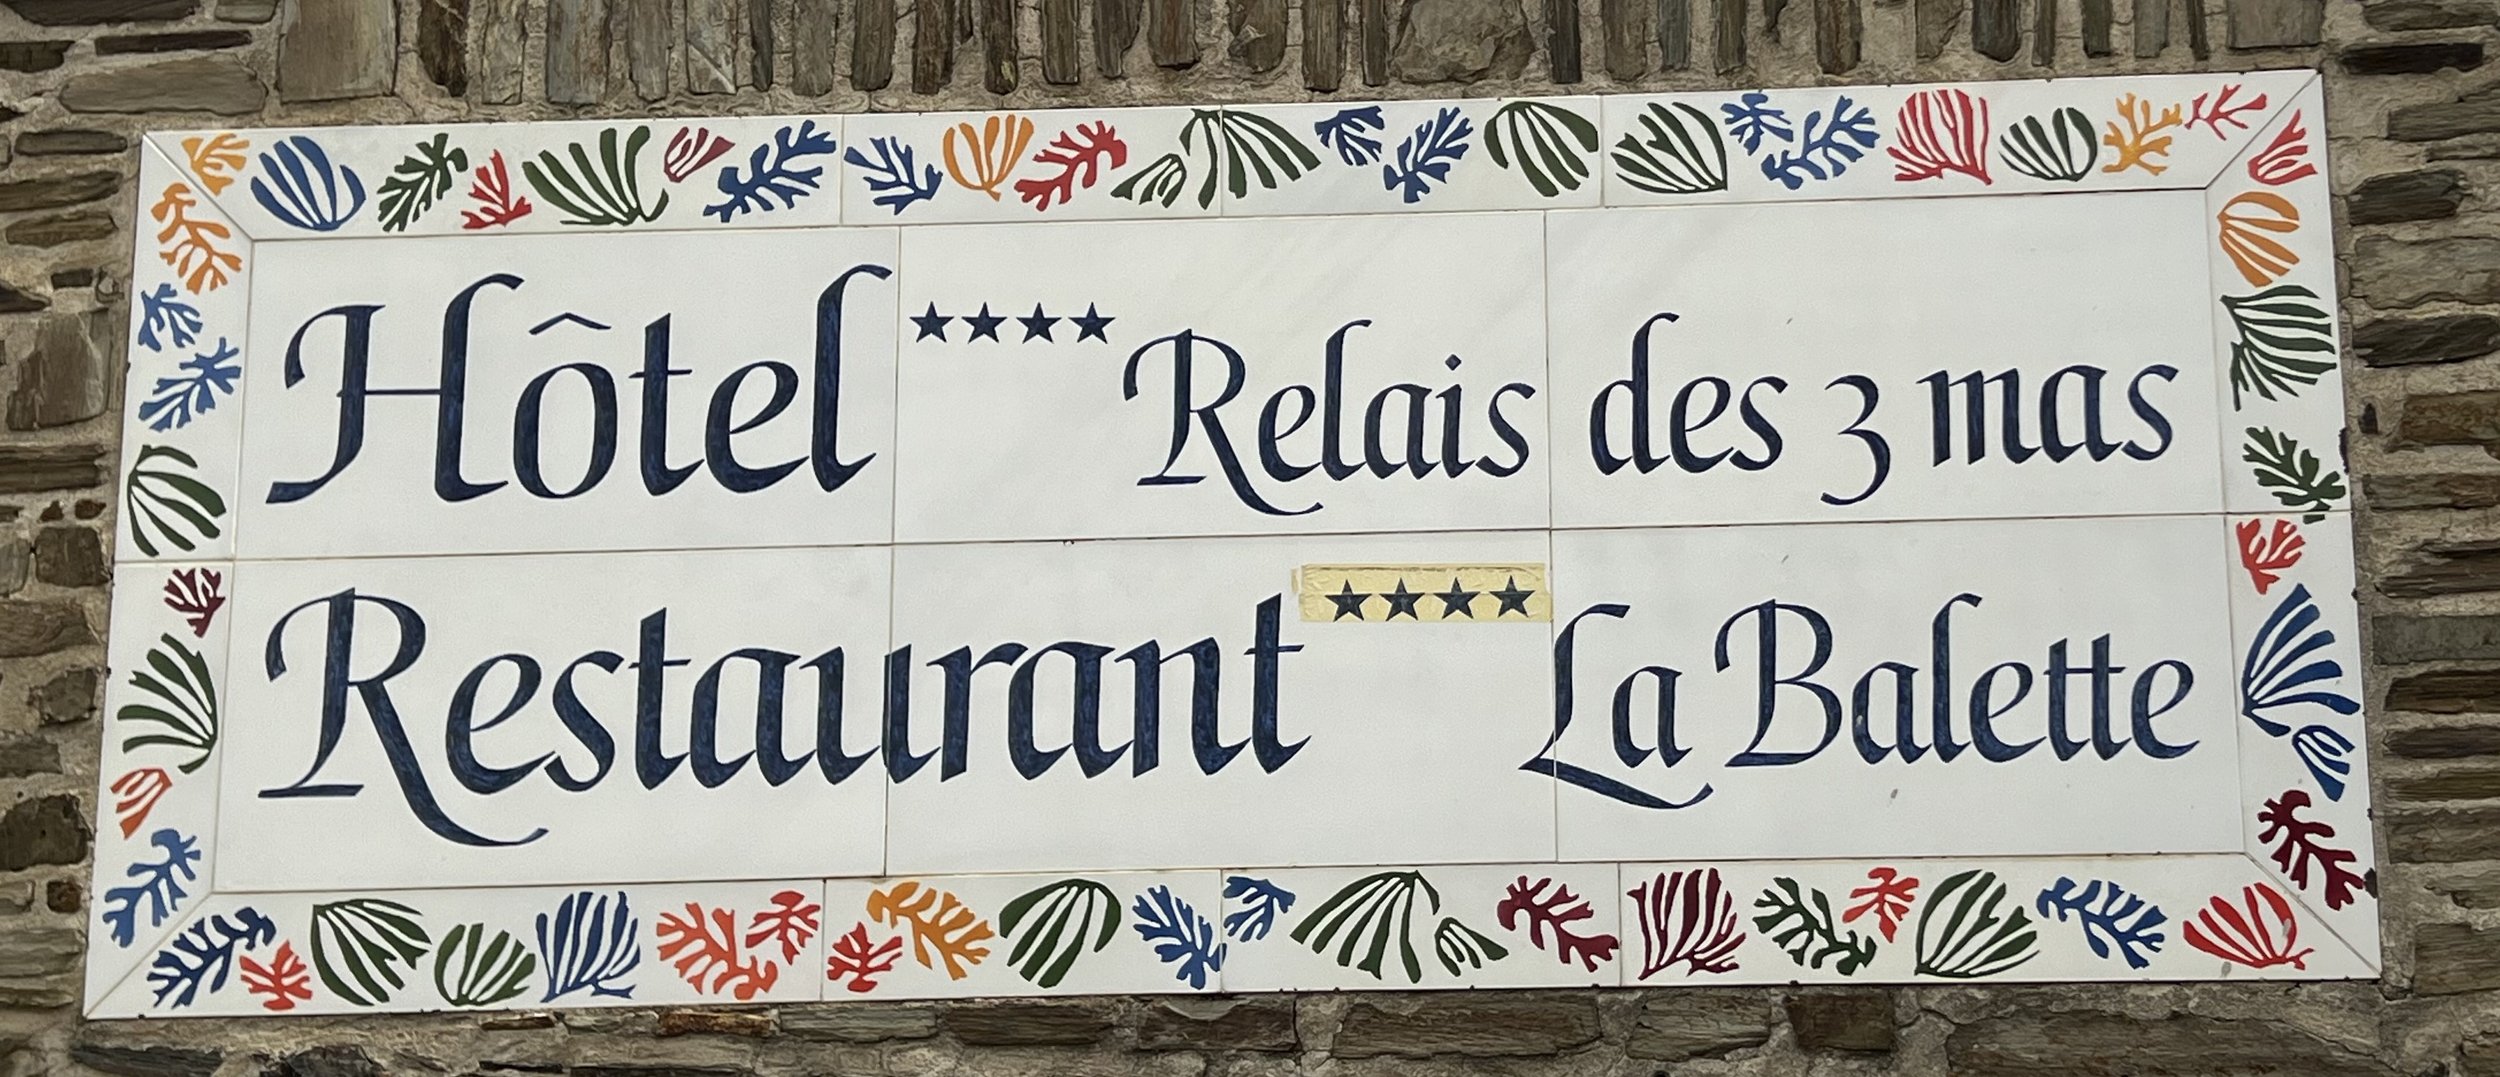 Hôtel ★★★★ Relais des 3 mas
Restaurant ★★★★ La Balette